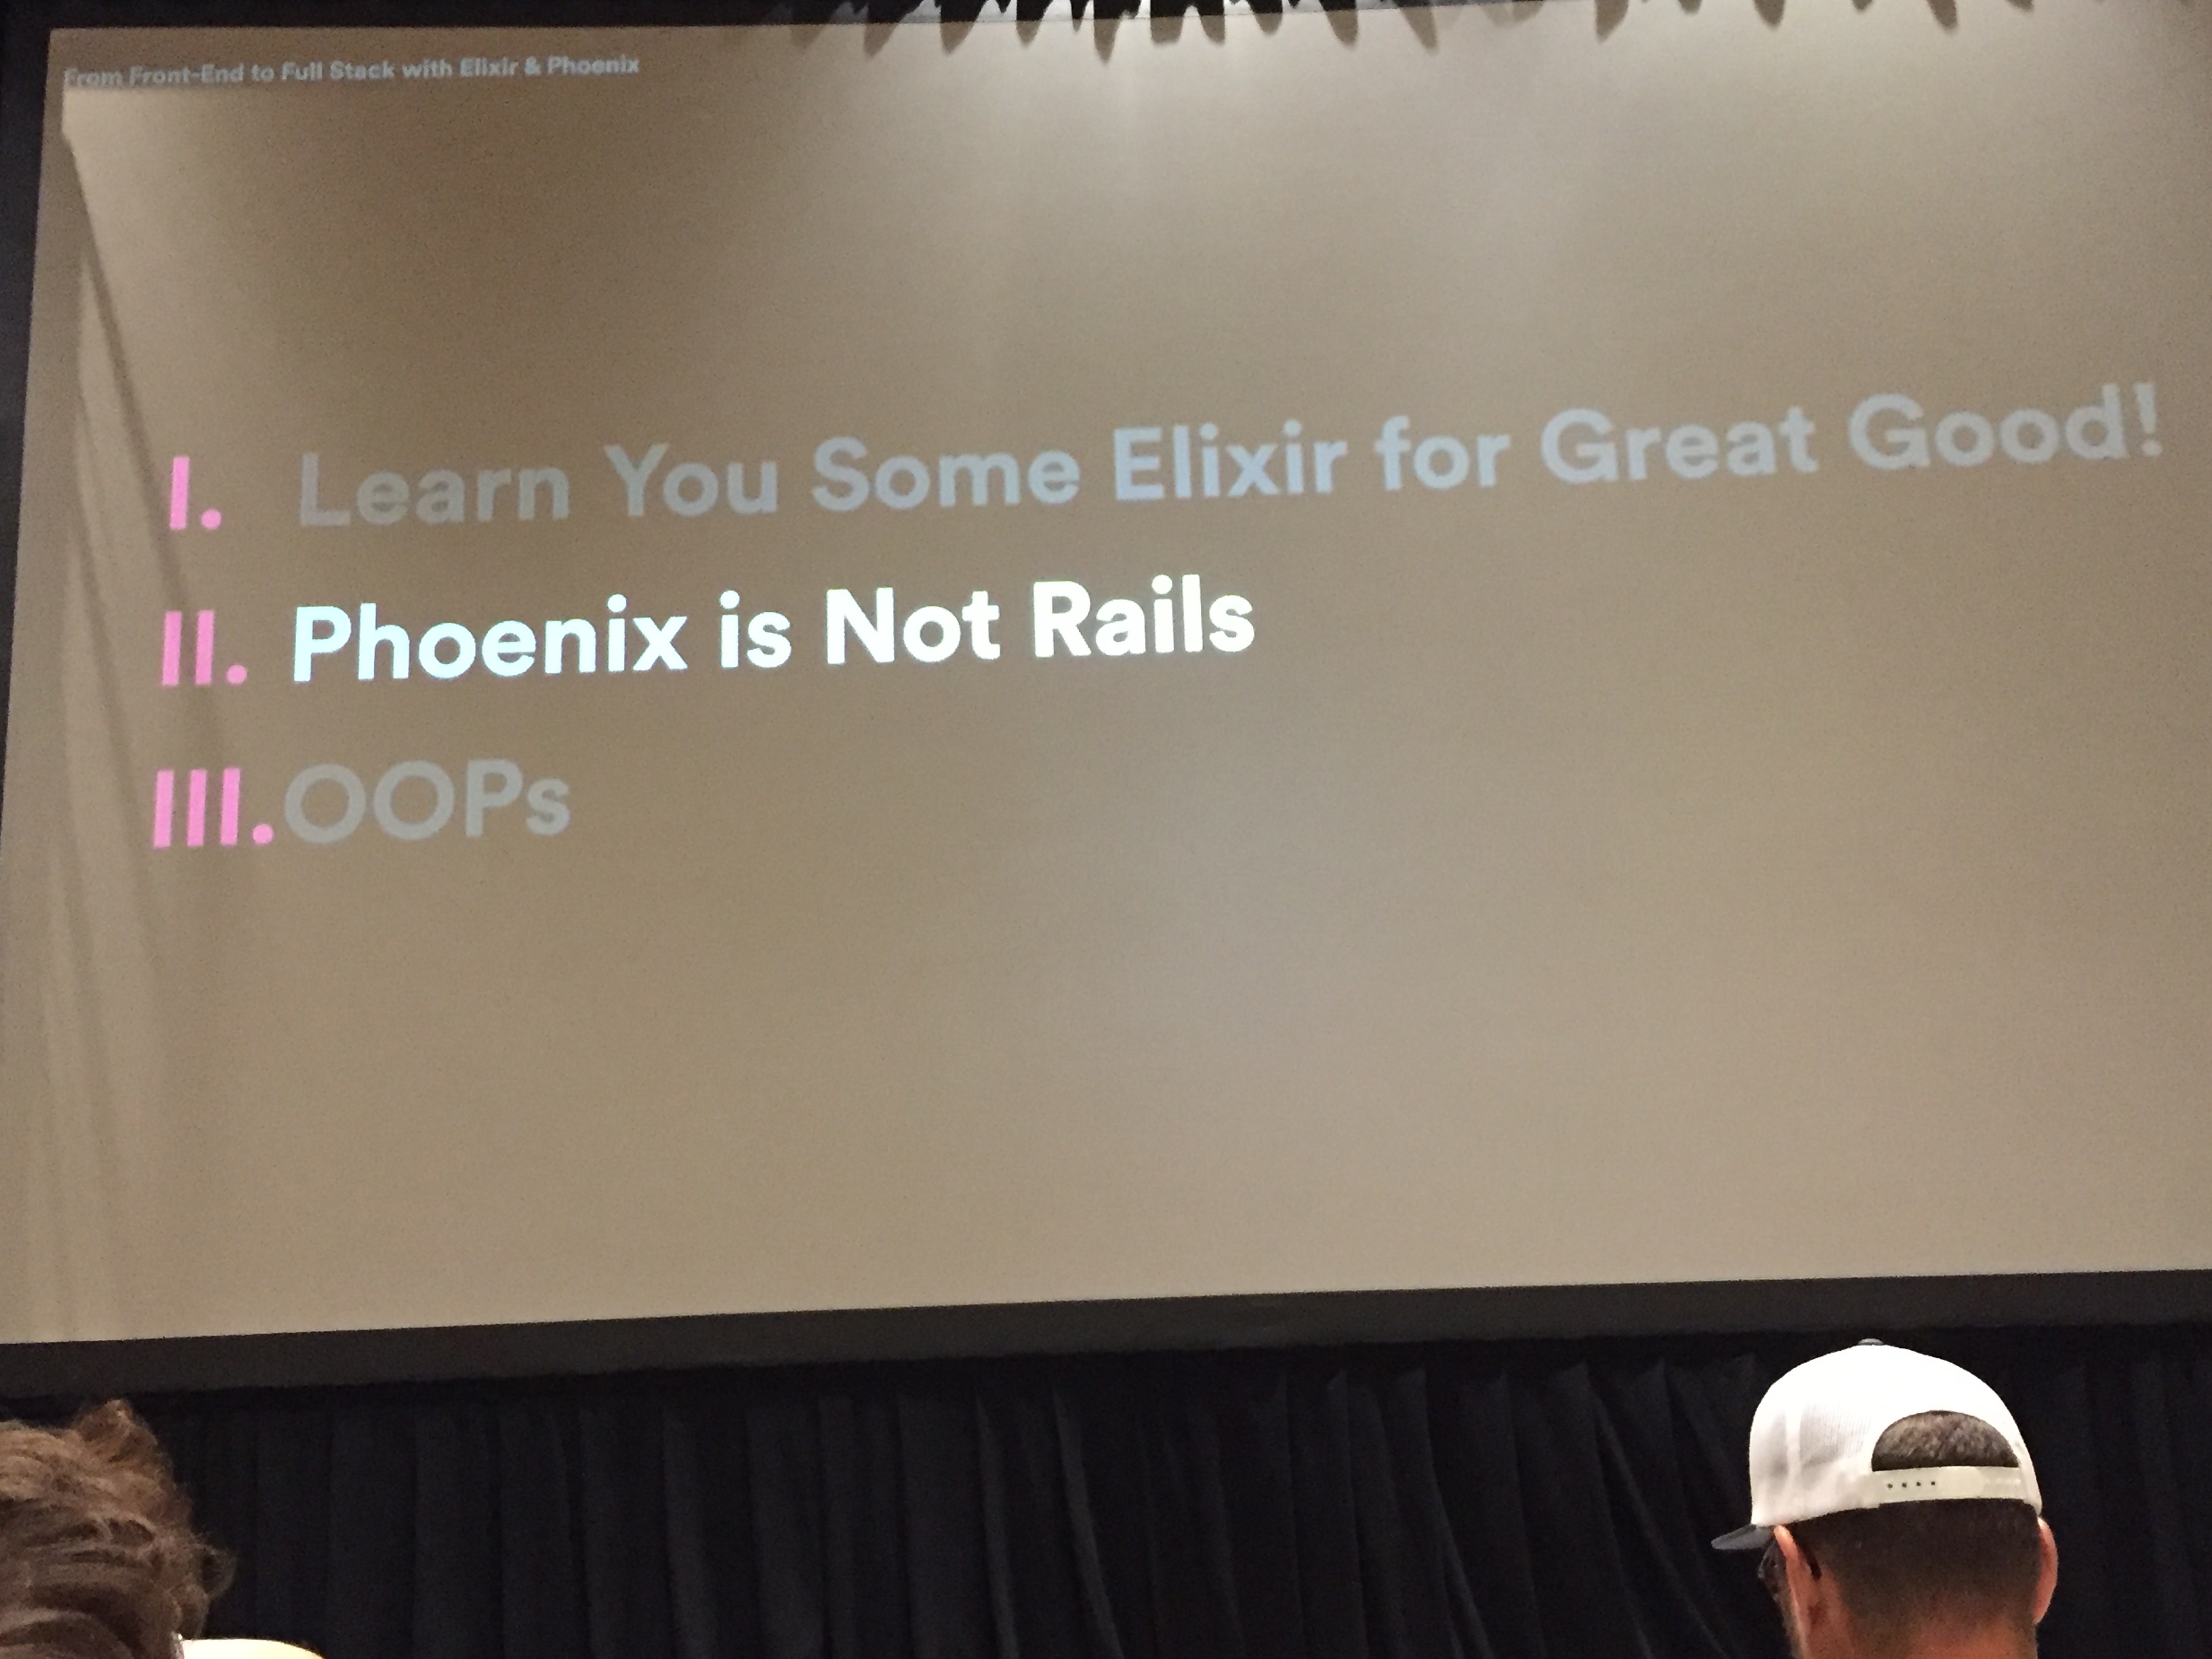 From Front-End to Full Stack with Elixir & Phoenix
I. Learn You Some Elixir for Great Good!
II. Phoenix is Not Rails
III. OOPs